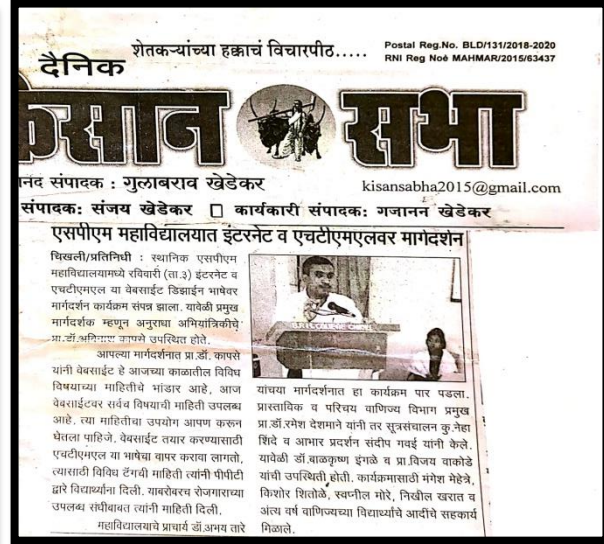 शेतकऱ्यांच्या हक्काचं विचारपीठ.....
Postal Reg.No. BLD/131/2018-2020
RNI Reg Noé MAHMAR/2015/63437
दैनिक
किसान सभा
संपादक : गुलाबराव खेडेकर
kisansabha2015@gmail.com
संपादक: संजय खेडेकर □ कार्यकारी संपादक: गजानन खेडेकर
एसपीएम महाविद्यालयात इंटरनेट व एचटीएमएलवर मार्गदर्शन
चिखली/प्रतिनिधी : स्थानिक एसपीएम
महाविद्यालयामध्ये रविवारी (ता.३) इंटरनेट व
एचटीएमएल या वेबसाईट डिझाईन भाषेवर
मार्गदर्शन कार्यक्रम संपन्न झाला. यावेळी प्रमुख
मार्गदर्शक म्हणून अनुराधा अभियांत्रिकीचे
प्रा.डॉ.अविनाश कापसे उपस्थित होते.
आपल्या मार्गदर्शनात प्रा.डॉ. कापसे
यांनी वेबसाईट हे आजच्या काळातील विविध
विषयाच्या माहितीचे भांडार आहे, आज
वेबसाईटवर सर्वच विषयाची माहिती उपलब्ध
आहे. त्या माहितीचा उपयोग आपण करून
घेतला पाहिजे. वेबसाईट तयार करण्यासाठी
एचटीएमएल या भाषेचा वापर करावा लागतो,
त्यासाठी विविध टॅगची माहिती त्यांनी पीपीटी
द्वारे विद्यार्थ्यांना दिली. याबरोबरच रोजगाराच्या
उपलब्ध संधीबाबत त्यांनी माहिती दिली.
महाविद्यालयाचे प्राचार्य डॉ.अभय तारे
यांचया मार्गदर्शनात हा कार्यक्रम पार पडला.
प्रास्ताविक व परिचय वाणिज्य विभाग प्रमुख
प्रा.डॉ.रमेश देशमाने यांनी तर सूत्रसंचालन कु.नेहा
शिंदे व आभार प्रदर्शन संदीप गवई यांनी केले.
यावेळी डॉ.बाळकृष्ण इंगळे व प्रा.विजय वाकोडे
यांची उपस्थिती होती. कार्यक्रमासाठी मंगेश मेहेत्रे,
किशोर शितोळे, स्वप्नील मोरे, निखील खरात व
अंत्य वर्ष वाणिज्यच्या विद्यार्थ्यांचे आदींचे सहकार्य
मिळाले.